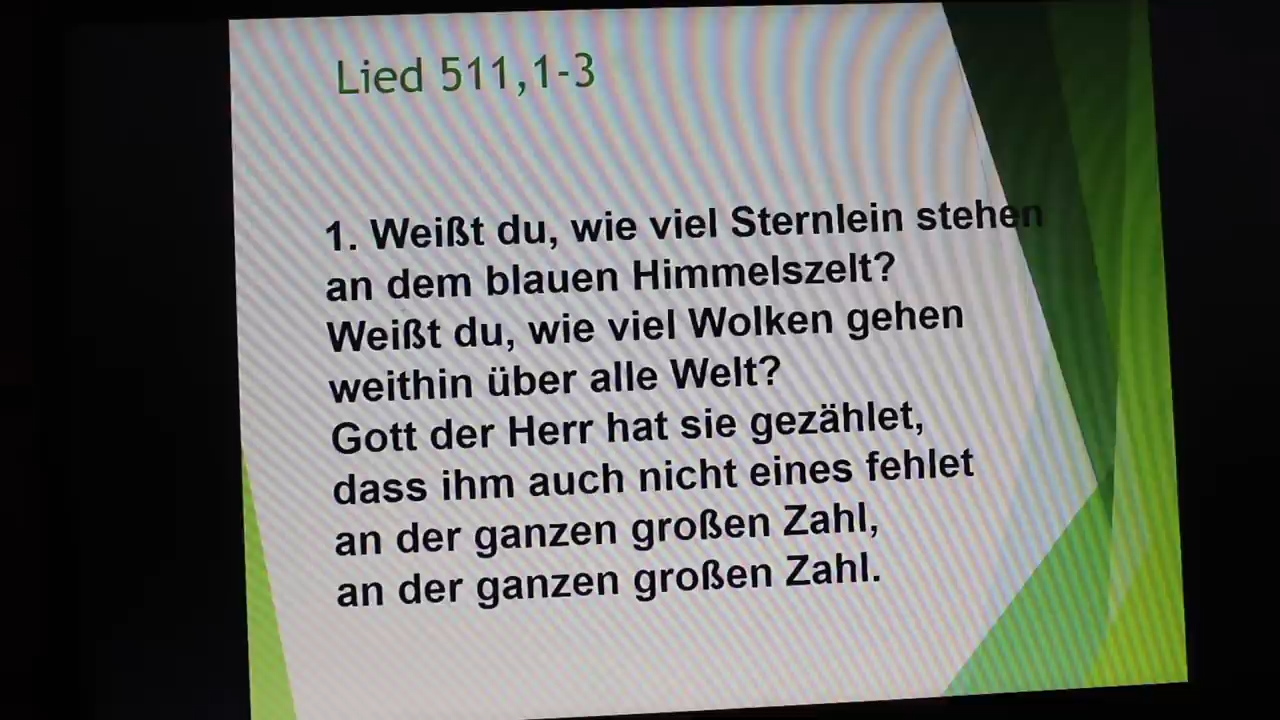 Lied 511,1-3
1. Weißt du, wie viel Sternlein stehen
an dem blauen Himmelszelt?
Weißt du, wie viel Wolken gehen
weithin über alle Welt?
Gott der Herr hat sie gezählet,
dass ihm auch nicht eines fehlet
an der ganzen großen Zahl,
an der ganzen großen Zahl.